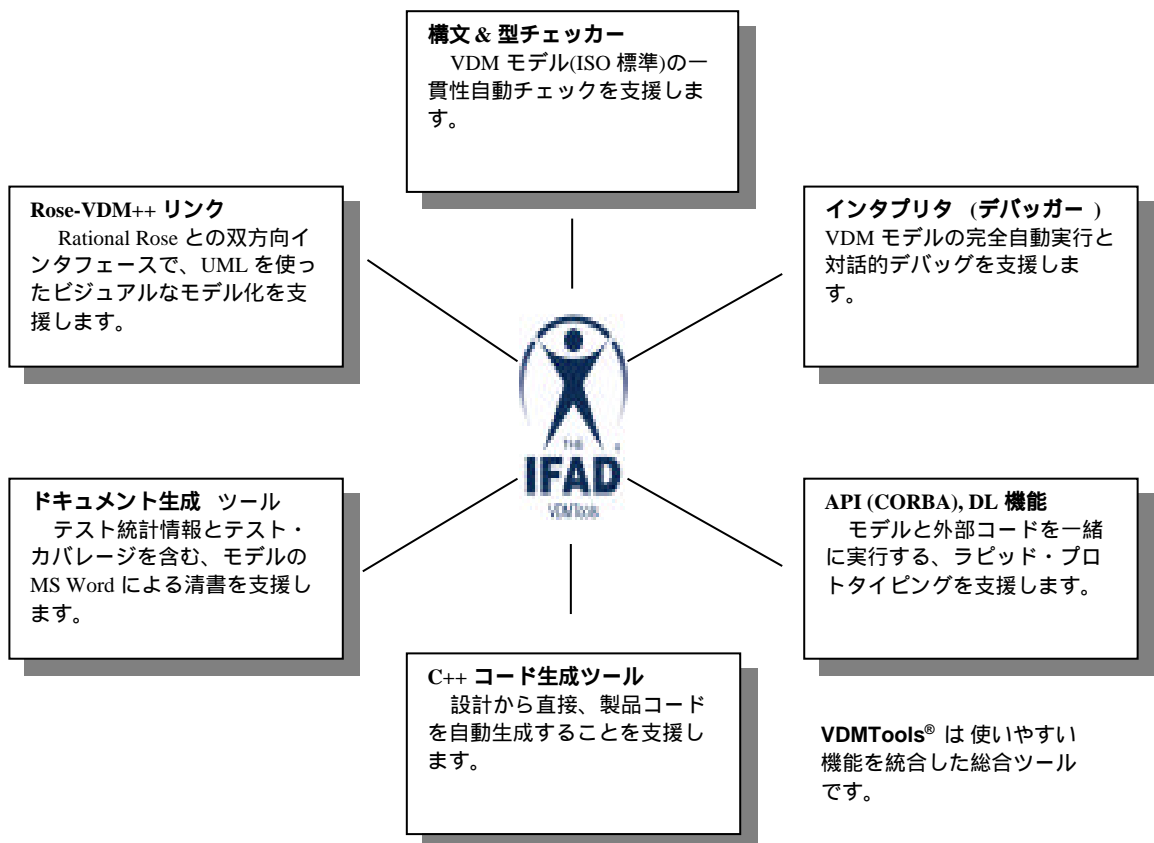 構文 & 型チェッカー
VDM モデル(ISO 標準)の一
貫性自動チェックを支援しま
す。
Rose-VDM++ リンク
Rational Rose との双方向イ
ンタフェースで、UML を使っ
たビジュアルなモデル化を支
援します。
インタプリタ (デバッガー )
VDM モデルの完全自動実行と
対話的デバッグを支援しま
す。
THE
IFAD
VDMTools
ドキュメント生成 ツール
テスト統計情報とテスト・
カバレージを含む、モデルの
MS Word による清書を支援し
ます。
API (CORBA), DL 機能
モデルと外部コードを一緒
に実行する、ラピッド・プロ
トタイピングを支援します。
C++ コード生成ツール
設計から直接、製品コード
を自動生成することを支援し
ます。
VDMTools® は 使いやすい
機能を統合した総合ツール
です。